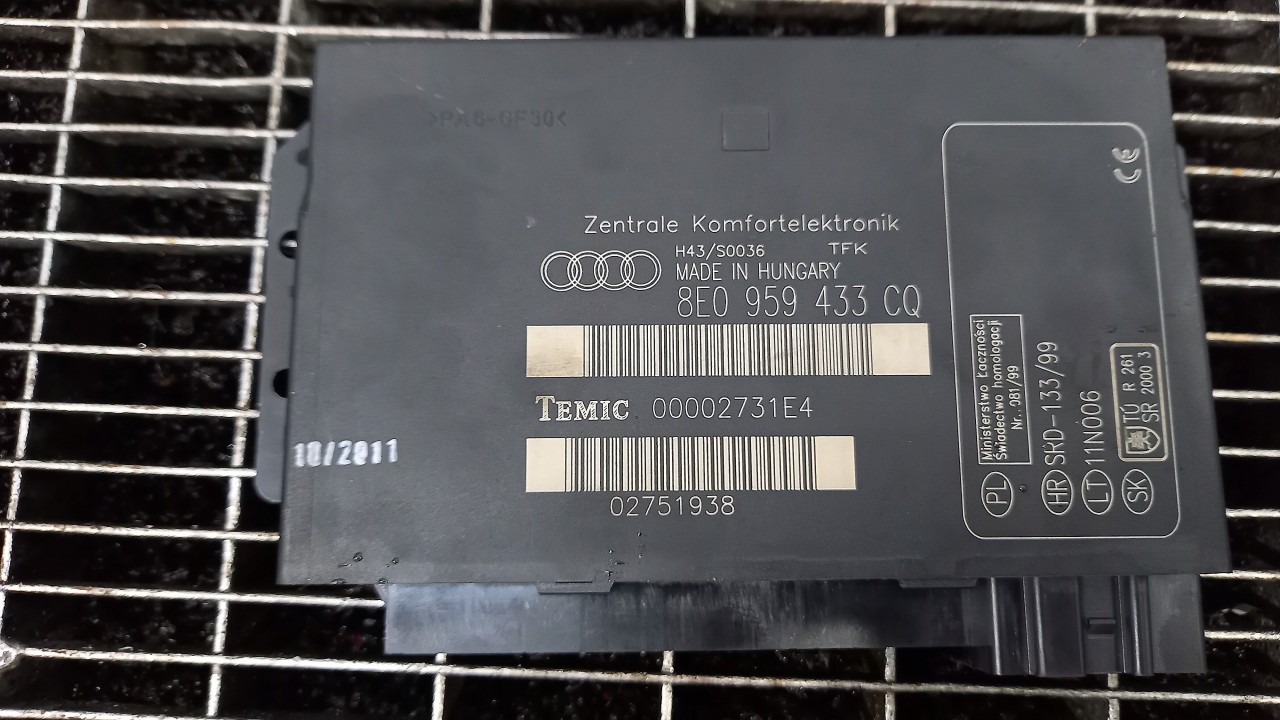 >PA6-GF30<
Zentrale Komfortelektronik
H43/S0036 TFK
MADE IN HUNGARY
8E0 959 433 CQ
TEMIC 00002731E4
02751938
10/2011
CE
Ministerstwo Łączności
Świadectwo homologacji
Nr. 081/99
PL
HR SRD-133/99
LT 11N006
TÚ R 261
SR 2000 3
SK